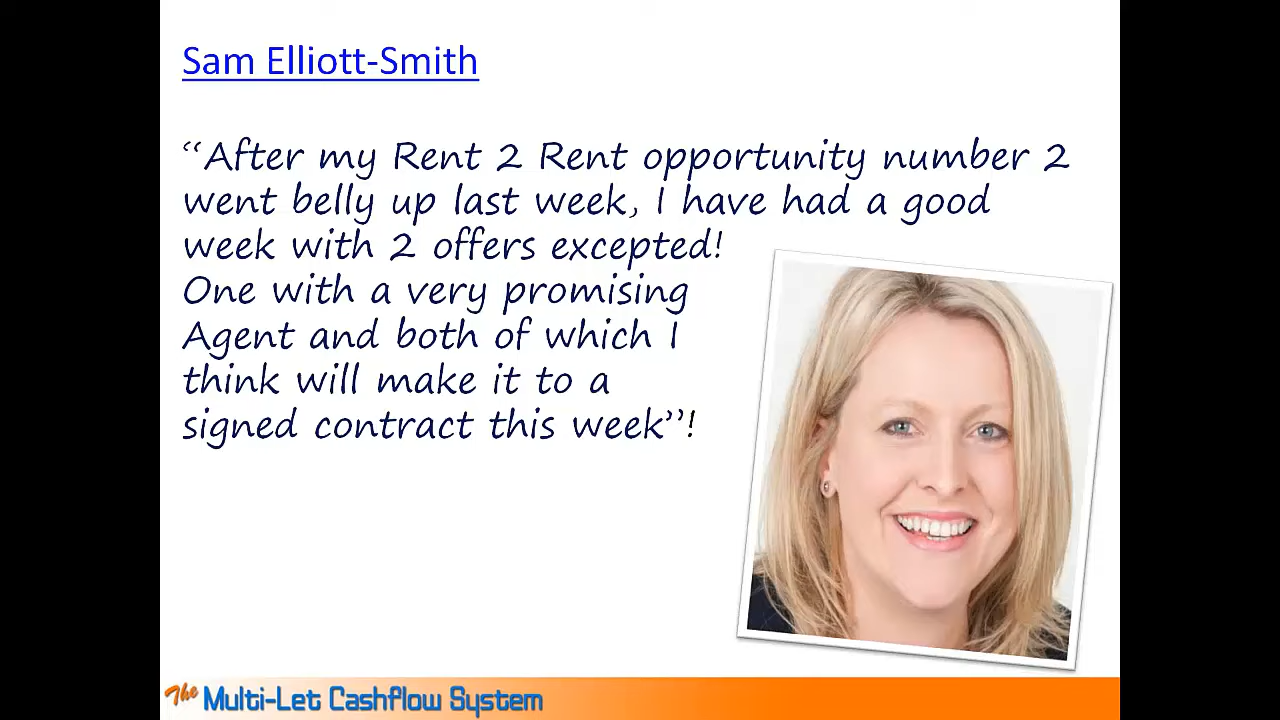 Sam Elliott-Smith
“After my Rent 2 Rent opportunity number 2
went belly up last week, I have had a good
week with 2 offers excepted!
One with a very promising
Agent and both of which I
think will make it to a
signed contract this week”!
The Multi-Let Cashflow System